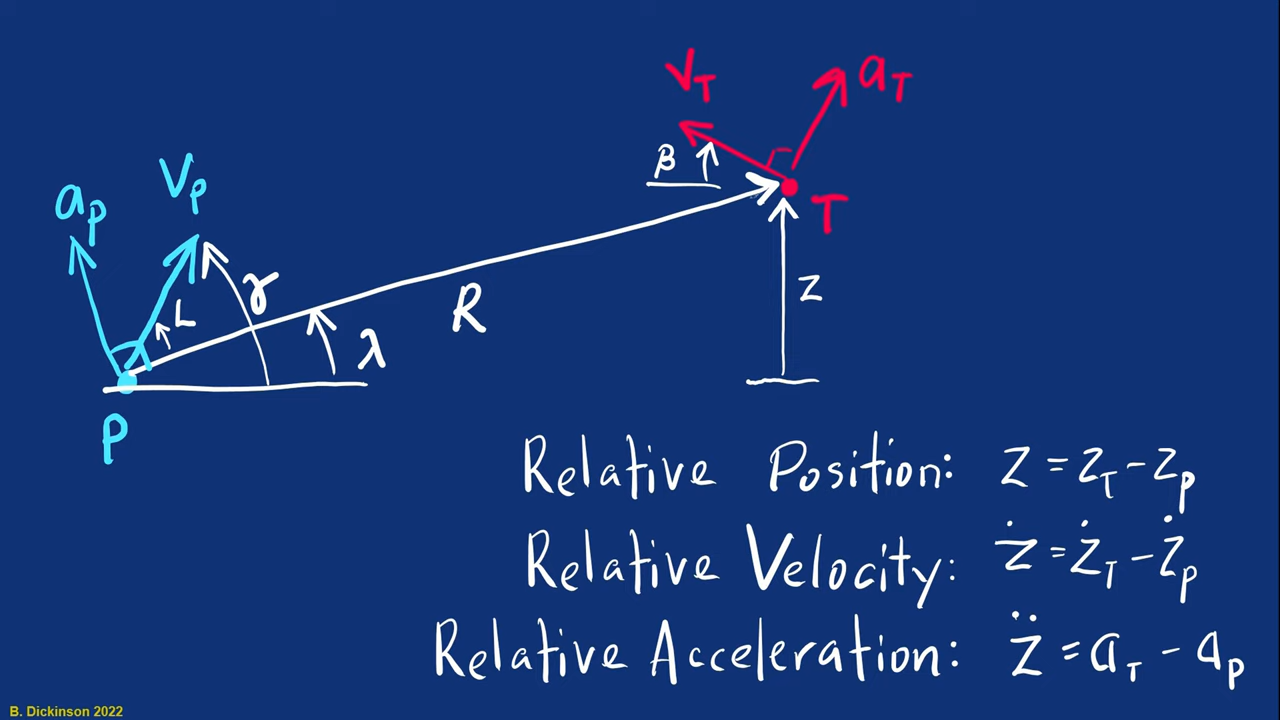 V_T
a_T
β
V_P
a_P
T
L
γ
R
λ
Z
P
Relative Position: Z = Z_T - Z_P
Relative Velocity: Ż = Ż_T - Ż_P
Relative Acceleration: Z̈ = a_T - a_P
B. Dickinson 2022